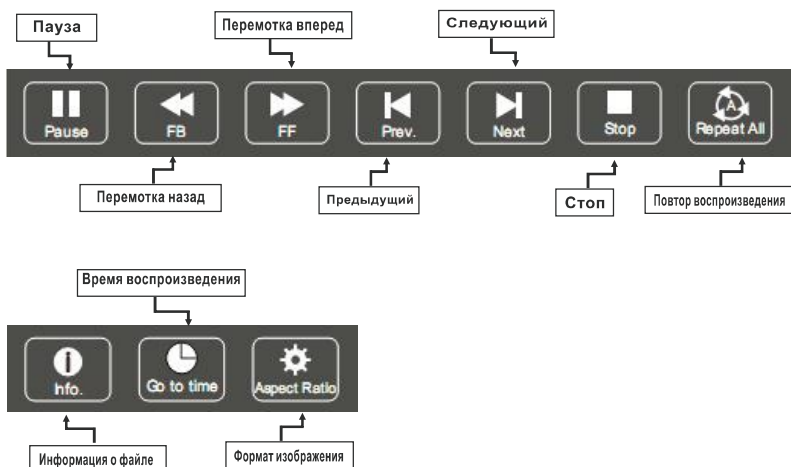 Пауза
Перемотка вперед
Следующий
Pause
FB
FF
Prev.
Next
Stop
Repeat All
Перемотка назад
Предыдущий
Стоп
Повтор воспроизведения
Время воспроизведения
Info.
Go to time
Aspect Ratio
Информация о файле
Формат изображения